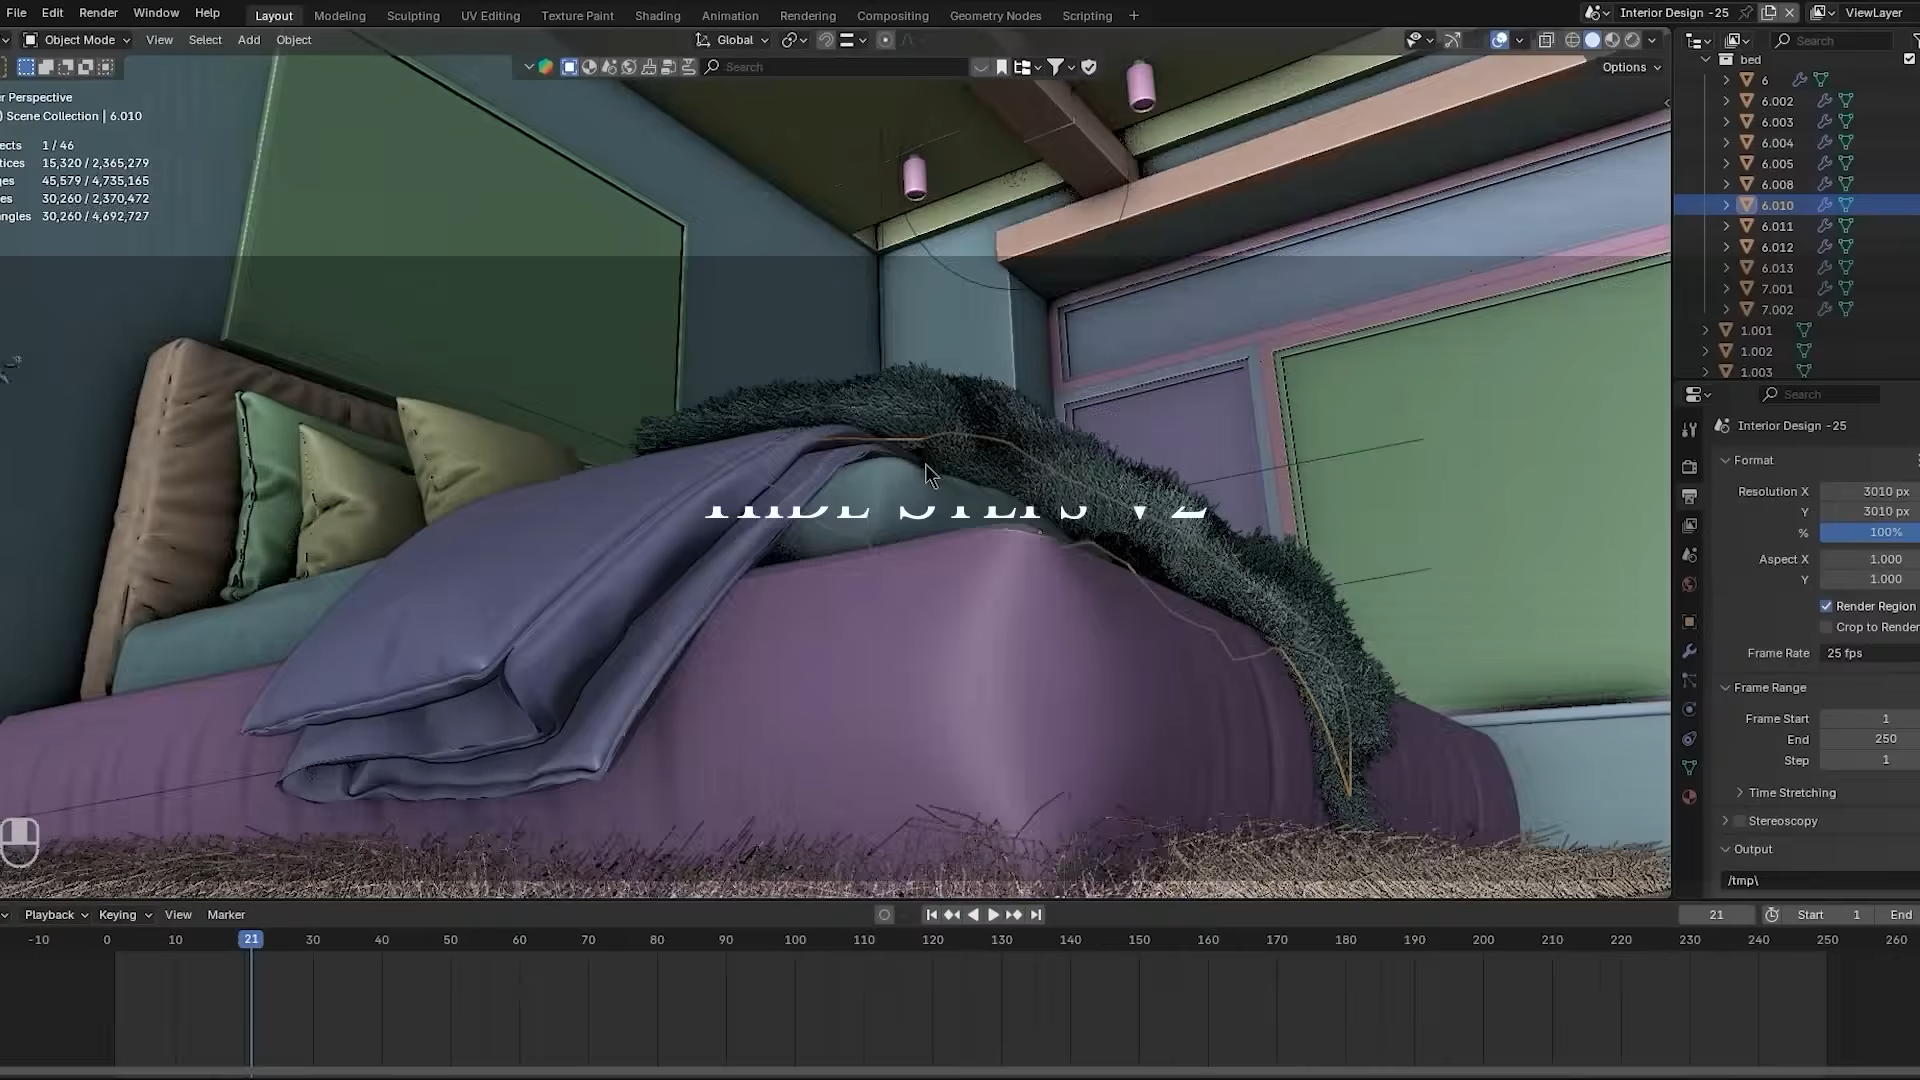 File Edit Render Window Help Layout Modeling Sculpting UV Editing Texture Paint Shading Animation Rendering Compositing Geometry Nodes Scripting + Interior Design -25 ViewLayer
Object Mode View Select Add Object Global Search
Search Options
r Perspective
) Scene Collection | 6.010
ects 1 / 46
tices 15,320 / 2,365,279
ges 45,579 / 4,735,165
es 30,260 / 2,370,472
angles 30,260 / 4,692,727
bed
6
6.002
6.003
6.004
6.005
6.008
6.010
6.011
6.012
6.013
7.001
7.002
1.001
1.002
1.003
Search
Interior Design -25
Format
Resolution X 3010 px
Y 3010 px
% 100%
Aspect X 1.000
Y 1.000
Render Region
Crop to Render
Frame Rate 25 fps
Frame Range
Frame Start 1
End 250
Step 1
Time Stretching
Stereoscopy
Output
/tmp\
Playback Keying View Marker 21 Start 1 End
-10 0 10 21 30 40 50 60 70 80 90 100 110 120 130 140 150 160 170 180 190 200 210 220 230 240 250 260